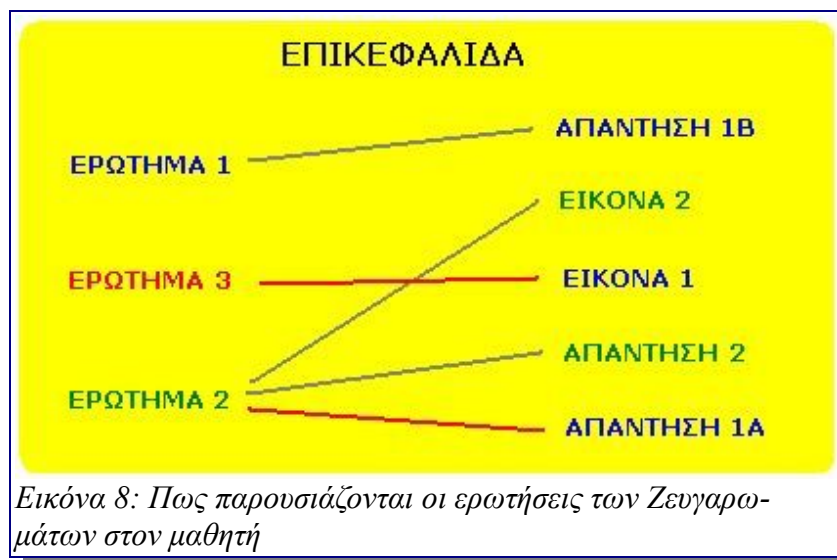 ΕΠΙΚΕΦΑΛΙΔΑ
ΕΡΩΤΗΜΑ 1
ΑΠΑΝΤΗΣΗ 1Β
ΕΙΚΟΝΑ 2
ΕΡΩΤΗΜΑ 3
ΕΙΚΟΝΑ 1
ΑΠΑΝΤΗΣΗ 2
ΕΡΩΤΗΜΑ 2
ΑΠΑΝΤΗΣΗ 1Α
Εικόνα 8: Πως παρουσιάζονται οι ερωτήσεις των Ζευγαρω-
μάτων στον μαθητή